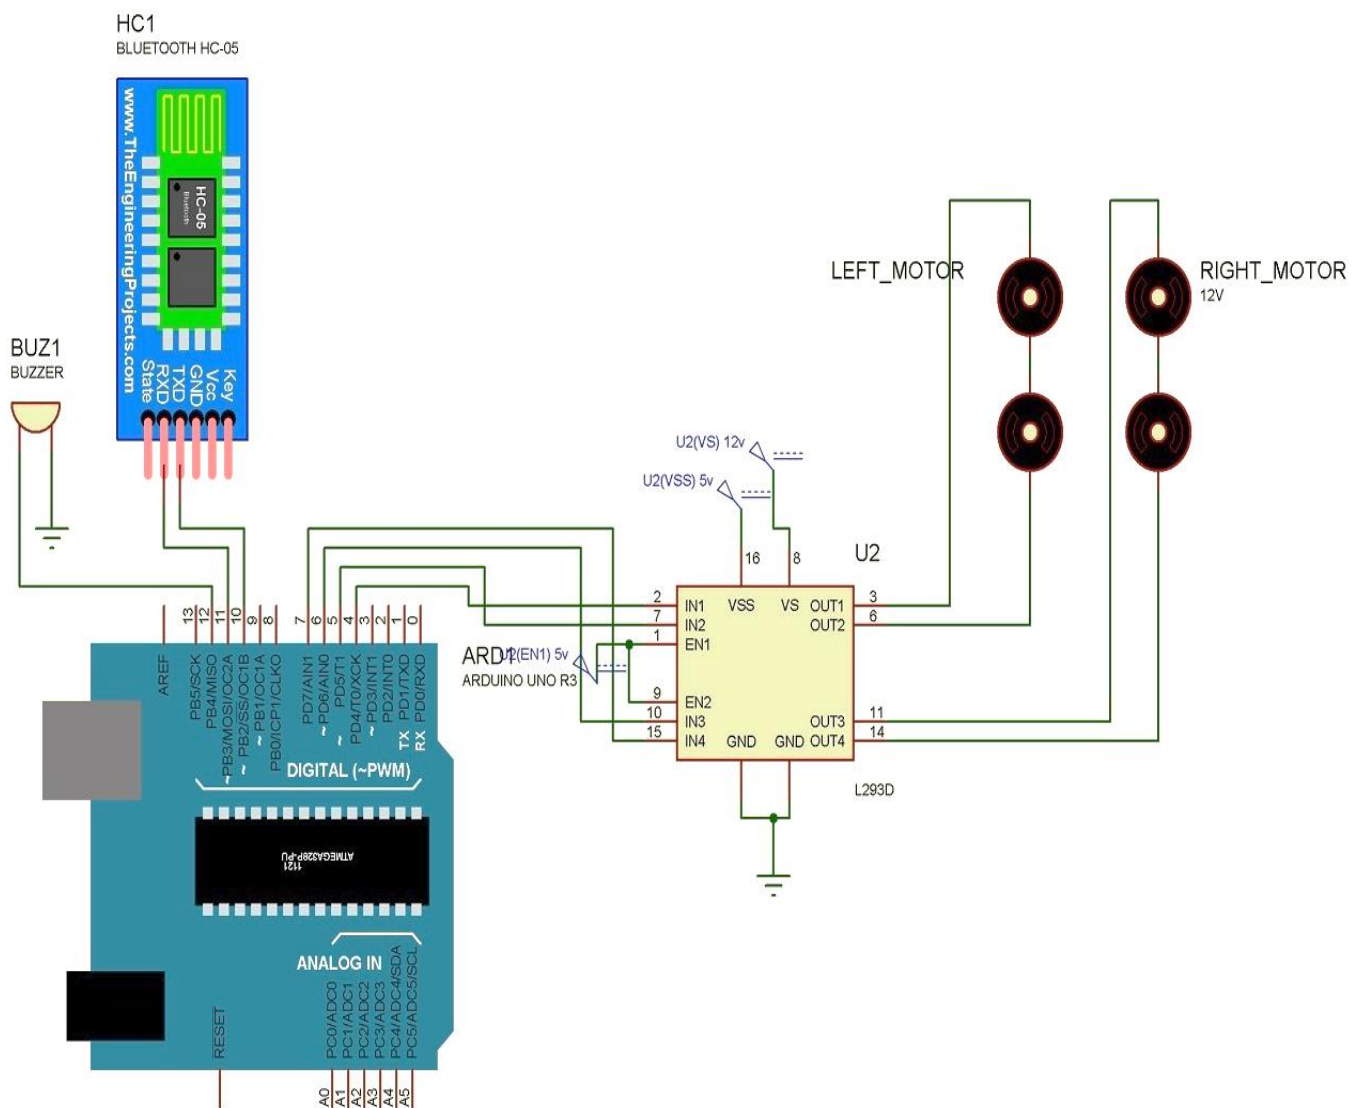 HC1
BLUETOOTH HC-05
www.TheEngineeringProjects.com
HC-05
Bluetooth
State
RXD
TXD
GND
Vcc
Key
BUZ1
BUZZER
LEFT_MOTOR
RIGHT_MOTOR
12V
U2(VS) 12v
U2(VSS) 5v
U2
16
8
VSS
VS
2
IN1
7
IN2
1
EN1
9
EN2
10
IN3
15
IN4
OUT1
3
OUT2
6
OUT3
11
OUT4
14
GND
GND
L293D
U2(EN1) 5v
ARD1
ARDUINO UNO R3
13
12
11
10
9
8
7
6
5
4
3
2
1
0
AREF
PB5/SCK
PB4/MISO
~PB3/MOSI/OC2A
~ PB2/SS/OC1B
~ PB1/OC1A
PB0/ICP1/CLKO
PD7/AIN1
~ PD6/AIN0
~ PD5/T1
PD4/T0/XCK
~ PD3/INT1
PD2/INT0
TX PD1/TXD
RX PD0/RXD
DIGITAL (~PWM)
ATMEGA328P-PU
1121
ANALOG IN
RESET
PC0/ADC0
PC1/ADC1
PC2/ADC2
PC3/ADC3
PC4/ADC4/SDA
PC5/ADC5/SCL
A0
A1
A2
A3
A4
A5